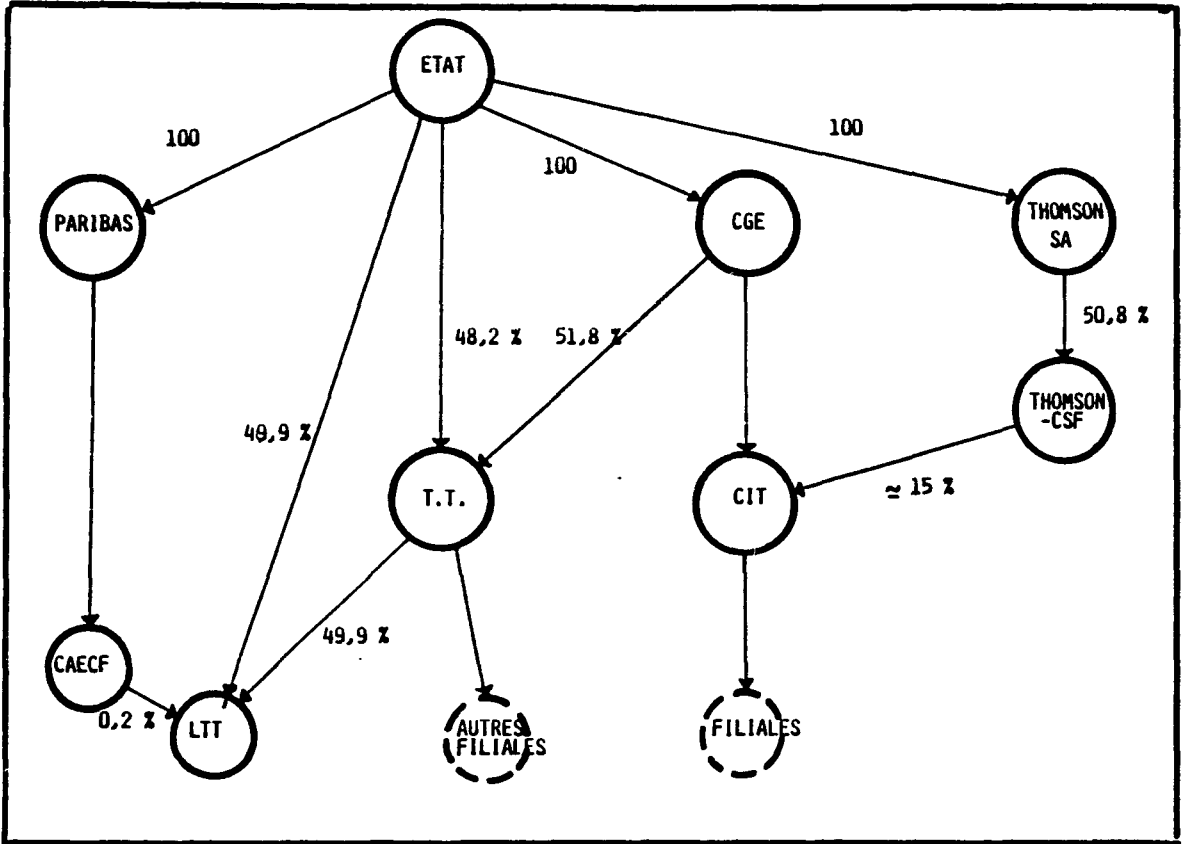 ETAT
100
100
100
PARIBAS
CGE
THOMSON
SA
48,2 %
51,8 %
50,8 %
THOMSON
-CSF
49,9 %
T.T.
CIT
≃ 15 %
49,9 %
CAECF
0,2 %
LTT
AUTRES
FILIALES
FILIALES